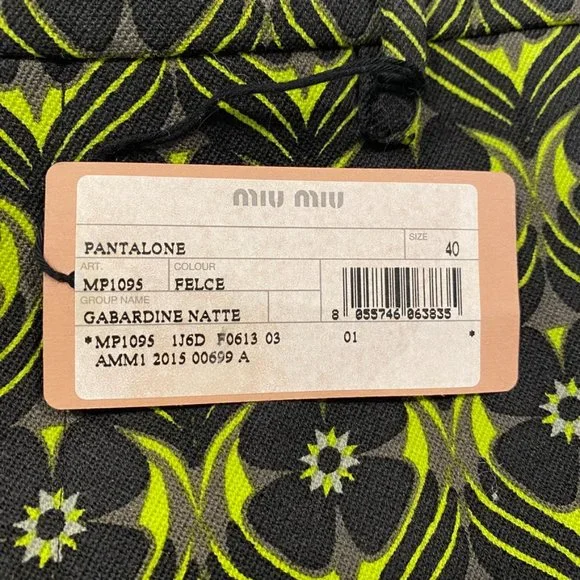 miu miu
PANTALONE
SIZE
40
ART.
COLOUR
MP1095
FELCE
GROUP NAME
GABARDINE NATTE
8 055746 063835
*MP1095 1J6D F0613 03 01 *
AMM1 2015 00699 A